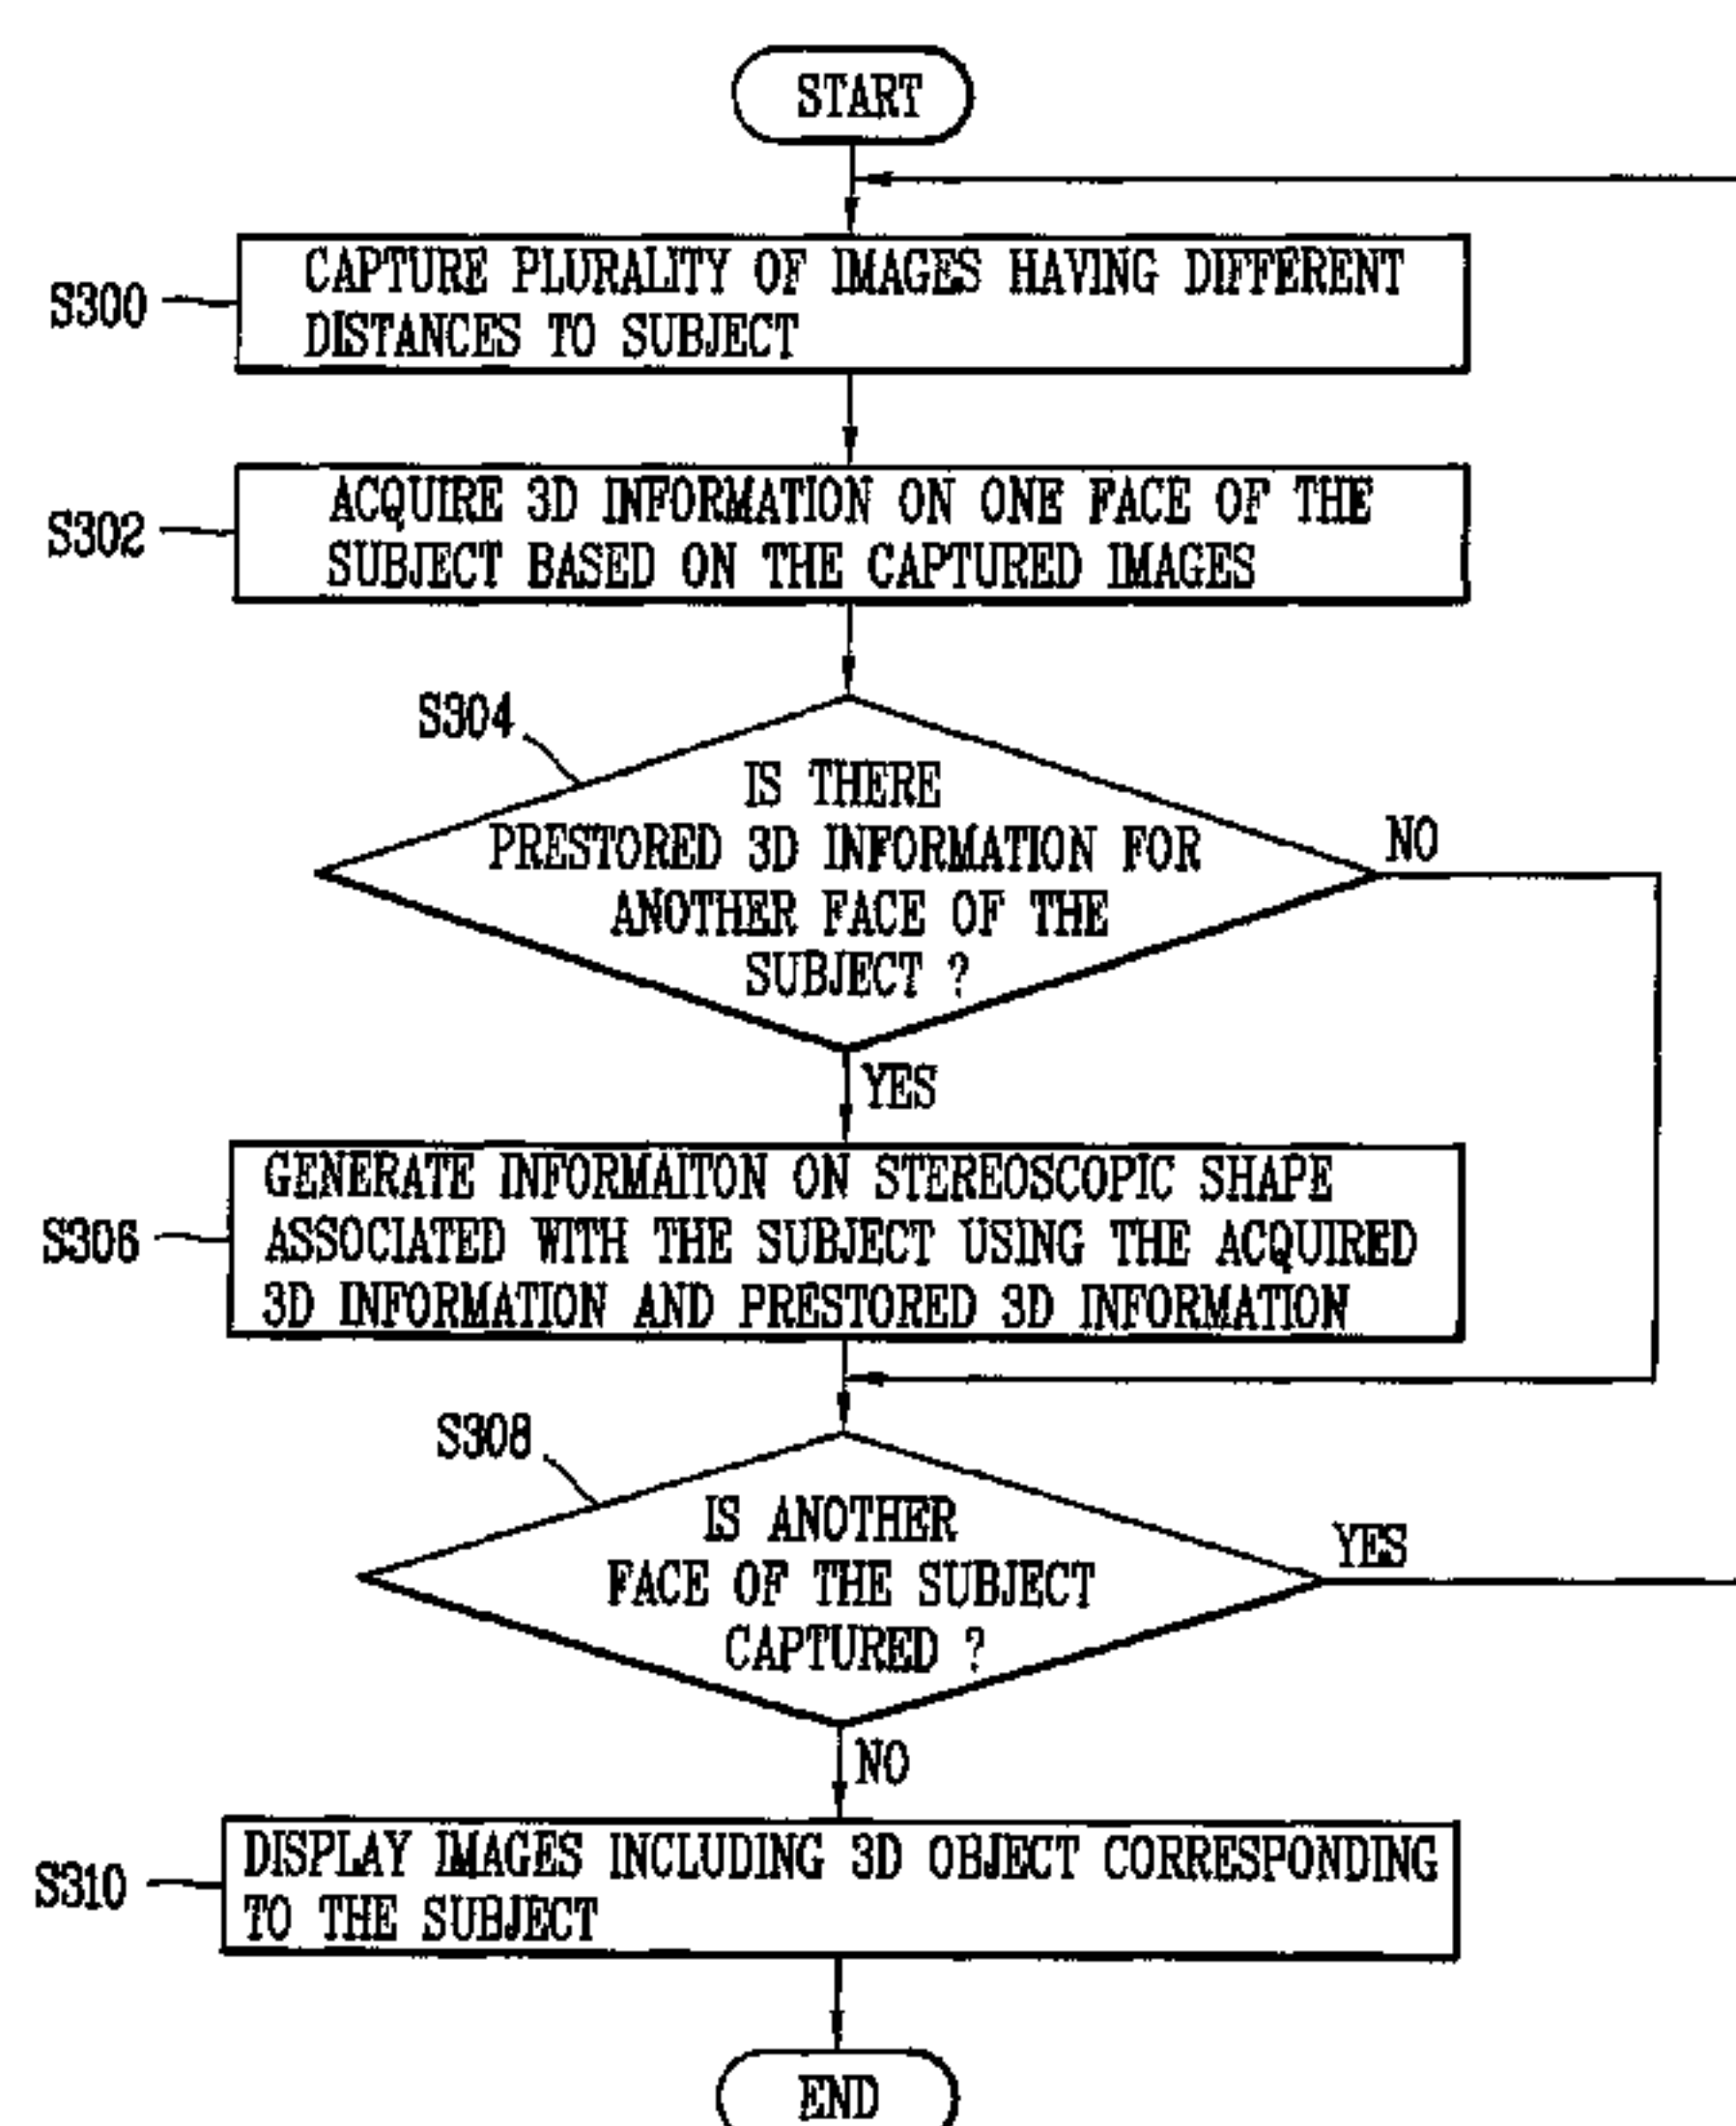 START
S300
CAPTURE PLURALITY OF IMAGES HAVING DIFFERENT
DISTANCES TO SUBJECT
S302
ACQUIRE 3D INFORMATION ON ONE FACE OF THE
SUBJECT BASED ON THE CAPTURED IMAGES
S304
IS THERE
PRESTORED 3D INFORMATION FOR
ANOTHER FACE OF THE
SUBJECT ?
NO
YES
S306
GENERATE INFORMAITON ON STEREOSCOPIC SHAPE
ASSOCIATED WITH THE SUBJECT USING THE ACQUIRED
3D INFORMATION AND PRESTORED 3D INFORMATION
S308
IS ANOTHER
FACE OF THE SUBJECT
CAPTURED ?
YES
NO
S310
DISPLAY IMAGES INCLUDING 3D OBJECT CORRESPONDING
TO THE SUBJECT
END